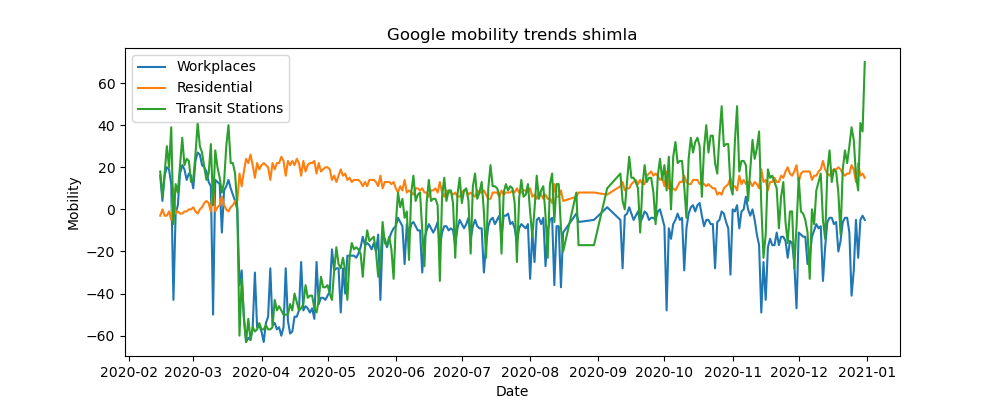 Google mobility trends shimla
Workplaces
Residential
Transit Stations
60
40
20
0
−20
−40
−60
Mobiliity
2020-02 2020-03 2020-04 2020-05 2020-06 2020-07 2020-08 2020-09 2020-10 2020-11 2020-12 2021-01
Date